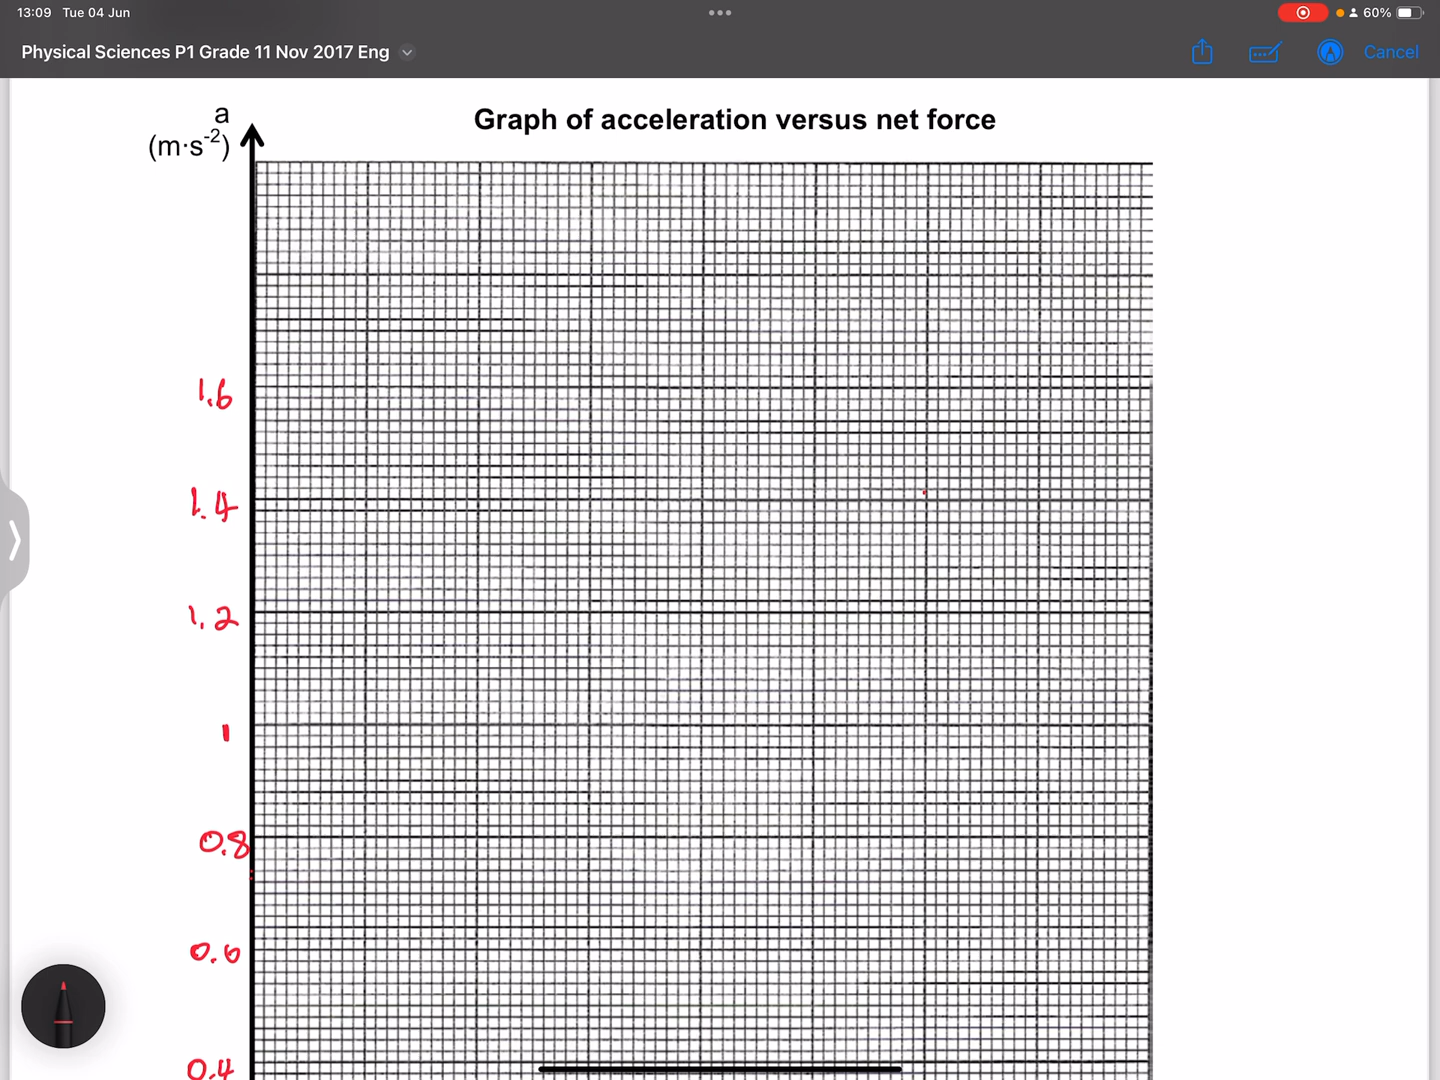 13:09 Tue 04 Jun
60%
Physical Sciences P1 Grade 11 Nov 2017 Eng
Cancel
a
(m·s⁻²)
Graph of acceleration versus net force
1.6
1.4
1.2
1
0.8
0.6
0.4